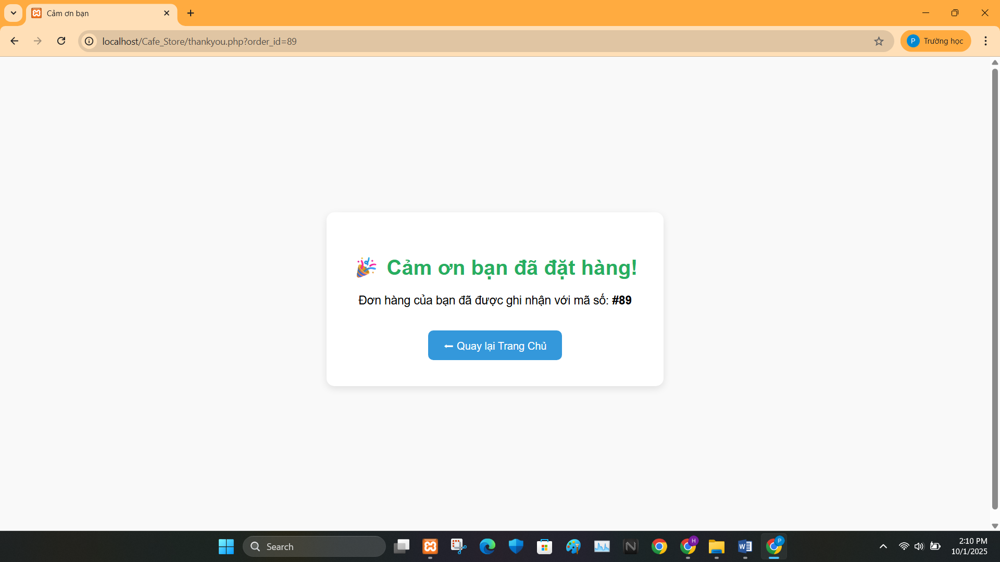 Cảm ơn bạn
localhost/Cafe_Store/thankyou.php?order_id=89
P Trường học
🎉 Cảm ơn bạn đã đặt hàng!
Đơn hàng của bạn đã được ghi nhận với mã số: #89
⬅ Quay lại Trang Chủ
Search
H
P
2:10 PM
10/1/2025